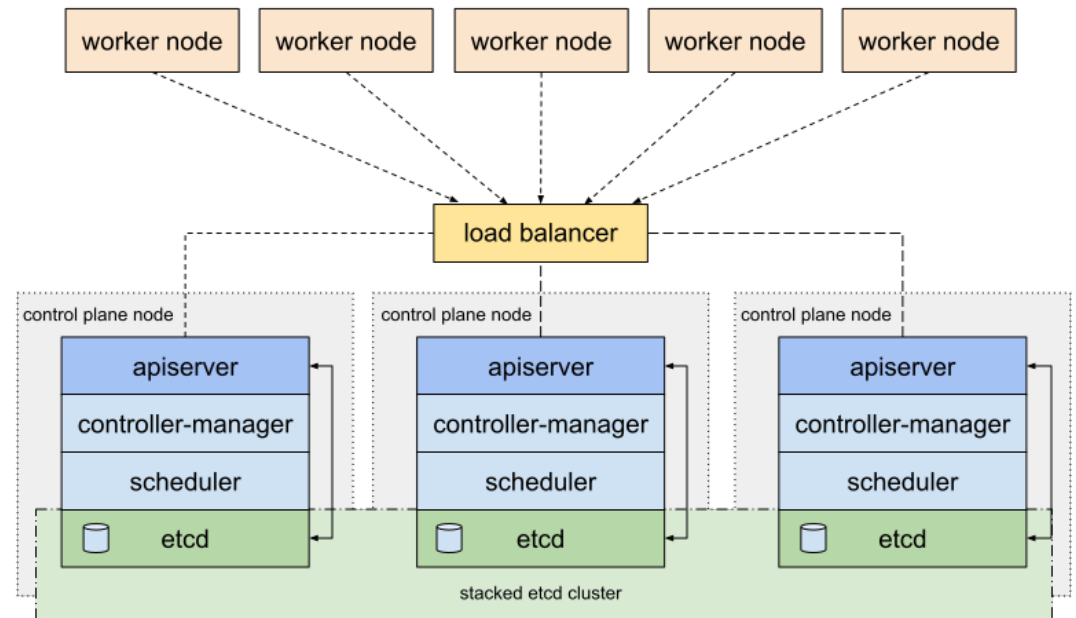 worker node
worker node
worker node
worker node
worker node
load balancer
control plane node
control plane node
control plane node
apiserver
apiserver
apiserver
controller-manager
controller-manager
controller-manager
scheduler
scheduler
scheduler
etcd
etcd
etcd
stacked etcd cluster